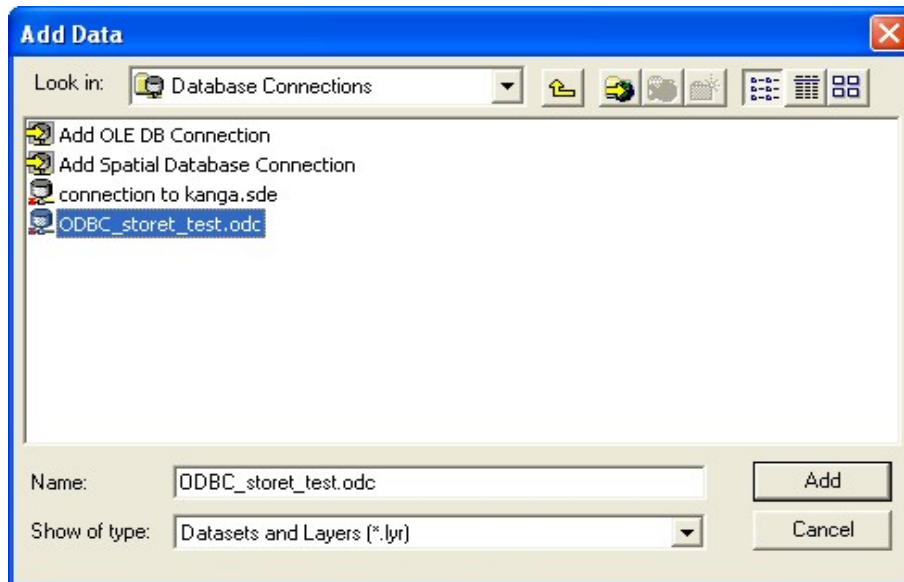 Add Data
Look in: Database Connections
Add OLE DB Connection
Add Spatial Database Connection
connection to kanga.sde
ODBC_storet_test.odc
Name: ODBC_storet_test.odc Add
Show of type: Datasets and Layers (*.lyr) Cancel